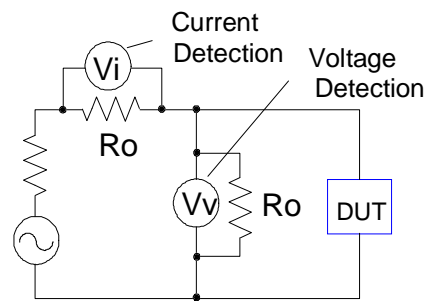 Current
Detection
Voltage
Detection
Vi
Ro
Vv
Ro
DUT